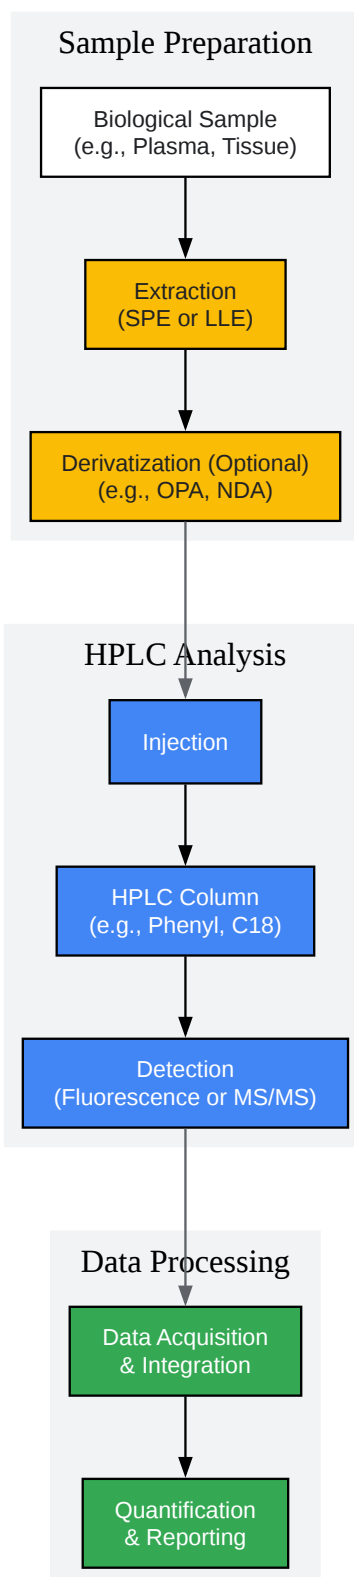 Sample Preparation
Biological Sample
(e.g., Plasma, Tissue)
Extraction
(SPE or LLE)
Derivatization (Optional)
(e.g., OPA, NDA)
HPLC Analysis
Injection
HPLC Column
(e.g., Phenyl, C18)
Detection
(Fluorescence or MS/MS)
Data Processing
Data Acquisition
& Integration
Quantification
& Reporting